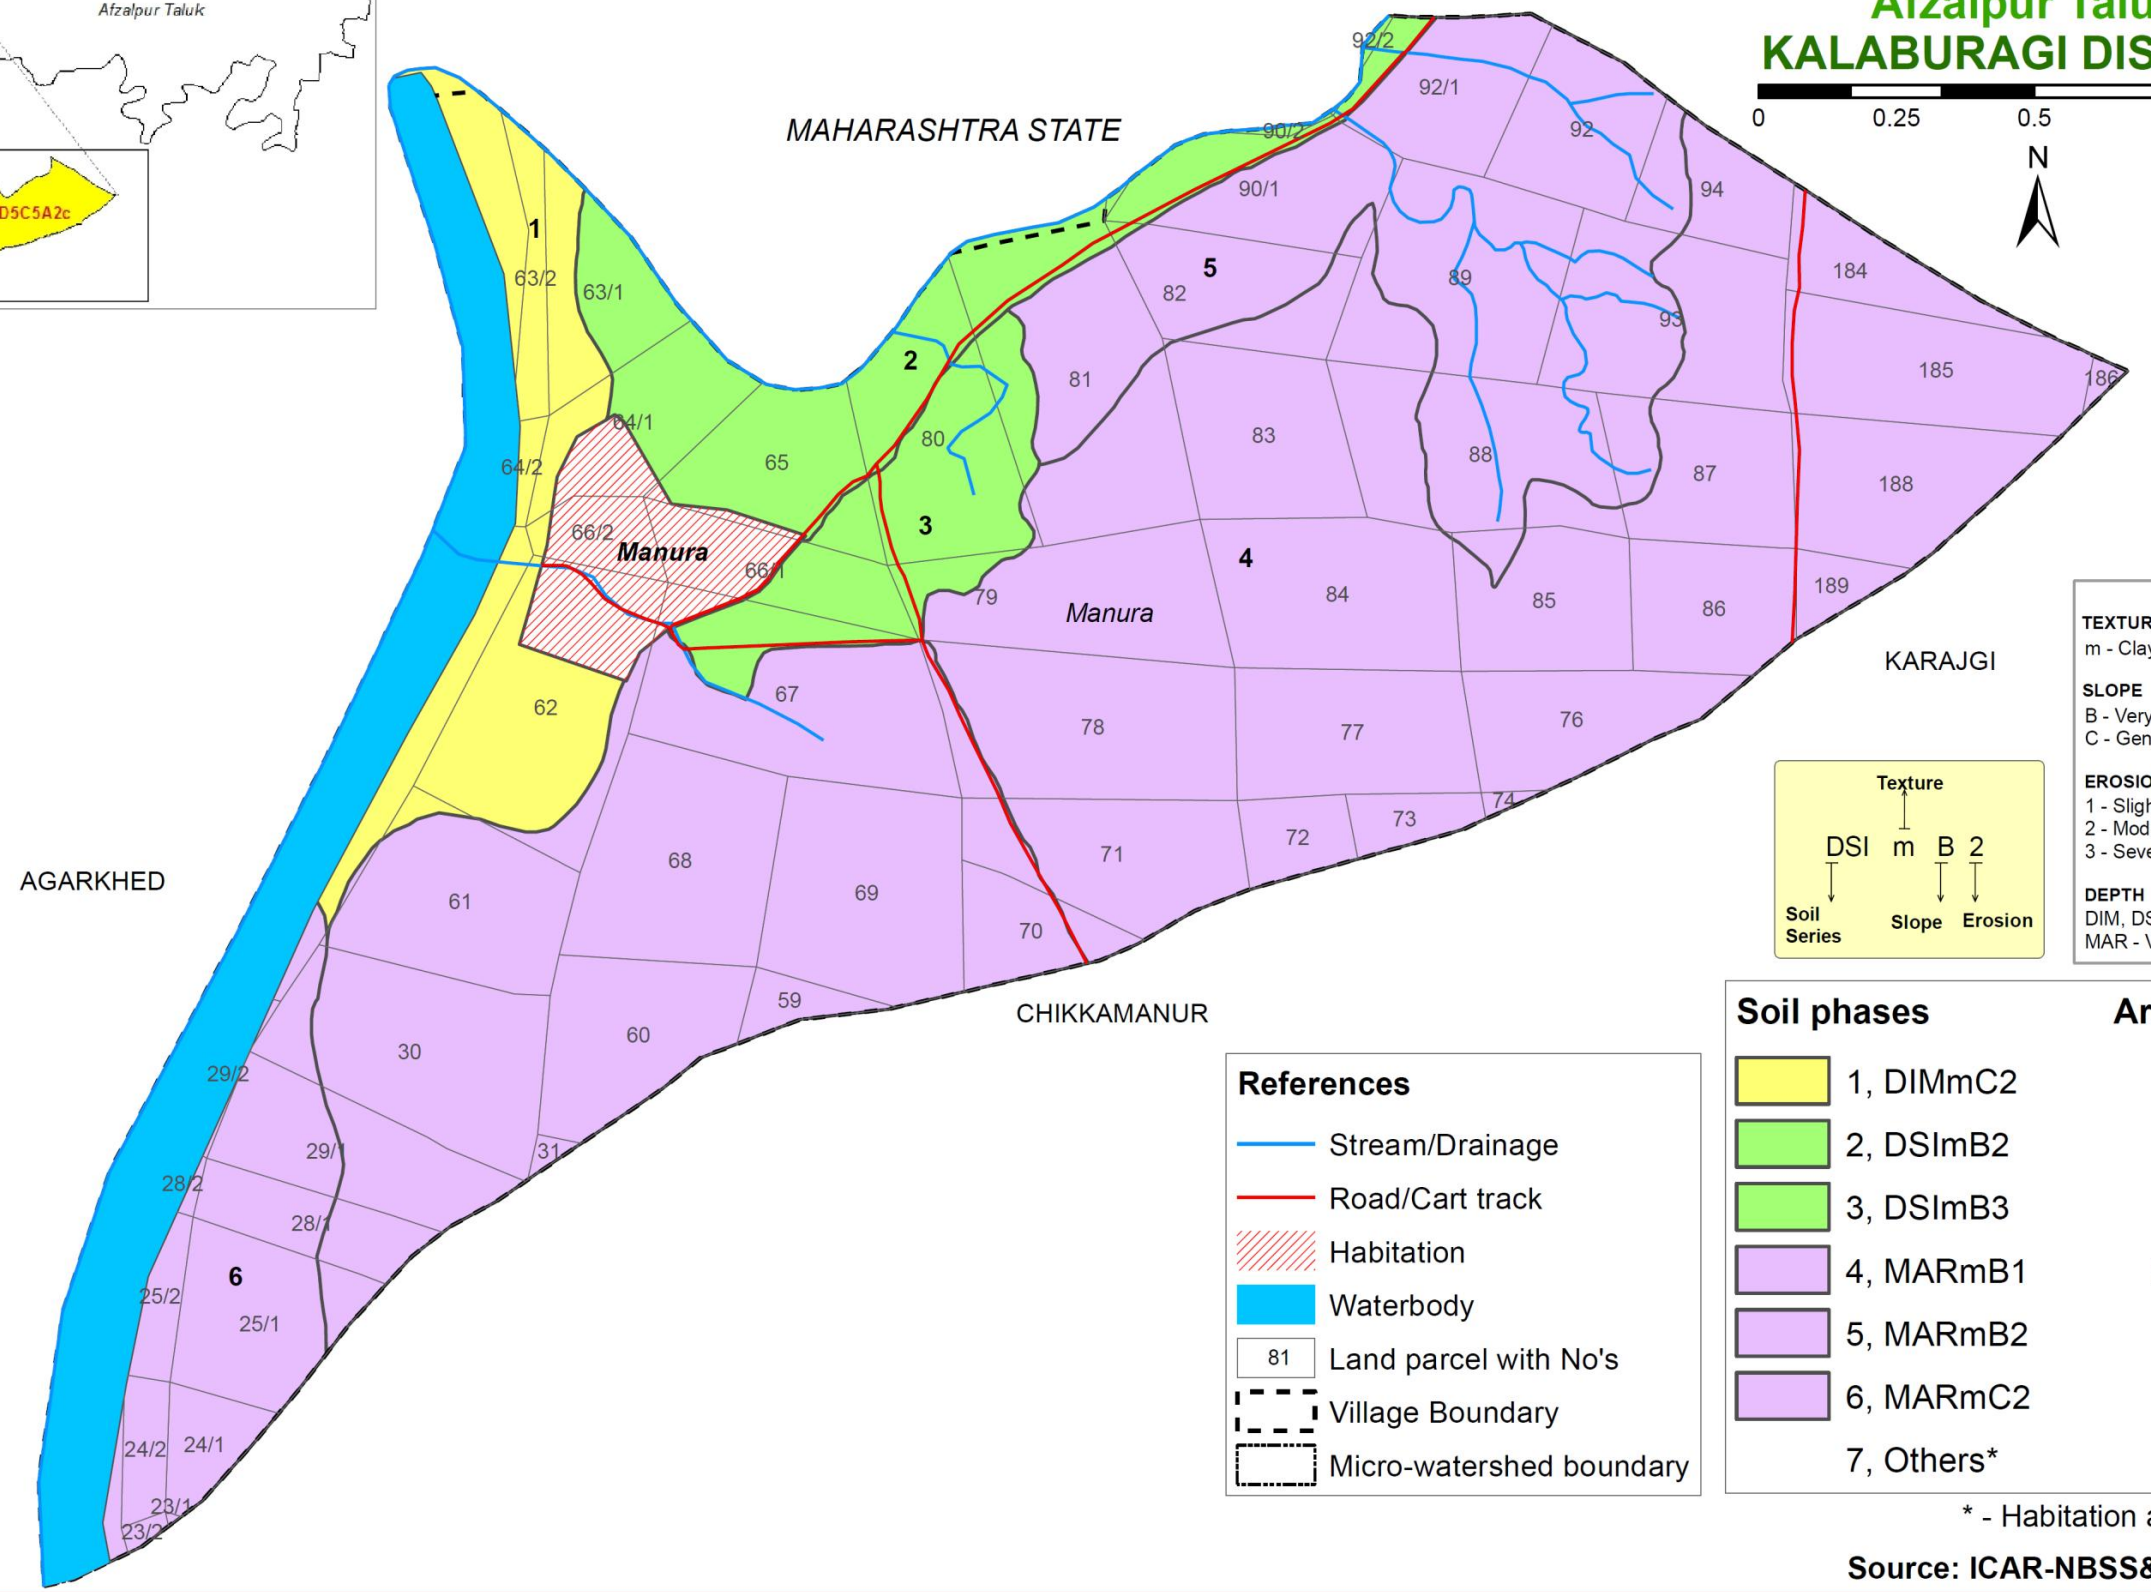 Afzalpur Taluk
D5C5A2c
Afzalpur Talu
KALABURAGI DIS
0 0.25 0.5
N
MAHARASHTRA STATE
AGARKHED
KARAJGI
CHIKKAMANUR
Manura
Manura
1
2
3
4
5
6
92/2
92/1
92
90/2
90/1
94
184
185
186
188
189
63/2
63/1
64/1
64/2
65
66/2
66/1
62
67
80
81
82
83
84
85
86
87
88
89
93
79
78
77
76
74
73
72
71
70
69
68
61
60
59
30
31
29/2
29/1
28/2
28/1
25/2
25/1
24/2
24/1
23/1
23/2
TEXTUR
m - Clay
SLOPE
B - Very
C - Gen
EROSIO
1 - Sligh
2 - Mod
3 - Seve
DEPTH
DIM, DS
MAR - V
Texture
DSI m B 2
Soil
Series
Slope
Erosion
References
Stream/Drainage
Road/Cart track
Habitation
Waterbody
81 Land parcel with No's
Village Boundary
Micro-watershed boundary
Soil phases Ar
1, DIMmC2
2, DSImB2
3, DSImB3
4, MARmB1
5, MARmB2
6, MARmC2
7, Others*
* - Habitation a
Source: ICAR-NBSS&